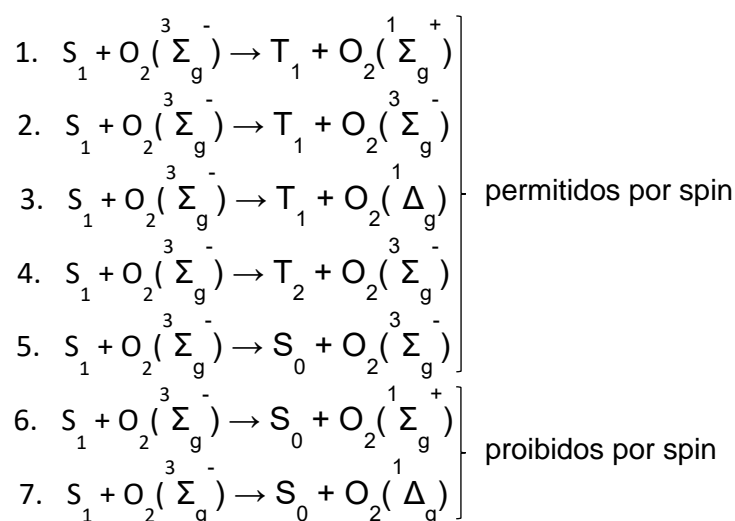 1. S₁ + O₂(³Σg⁻) → T₁ + O₂(¹Σg⁺)
2. S₁ + O₂(³Σg⁻) → T₁ + O₂(³Σg⁻)
3. S₁ + O₂(³Σg⁻) → T₁ + O₂(¹Δg)
permitidos por spin
4. S₁ + O₂(³Σg⁻) → T₂ + O₂(³Σg⁻)
5. S₁ + O₂(³Σg⁻) → S₀ + O₂(³Σg⁻)
6. S₁ + O₂(³Σg⁻) → S₀ + O₂(¹Σg⁺)
proibidos por spin
7. S₁ + O₂(³Σg⁻) → S₀ + O₂(¹Δg)